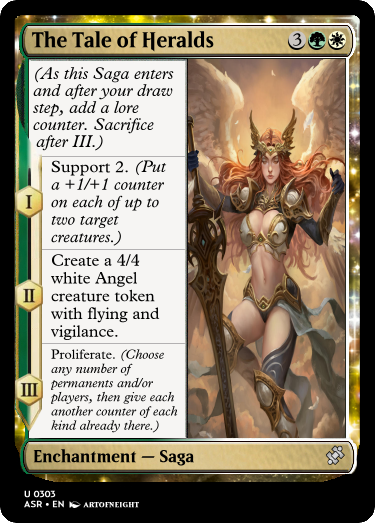 The Tale of Heralds 3
(As this Saga enters
and after your draw
step, add a lore
counter. Sacrifice
after III.)
I
Support 2. (Put
a +1/+1 counter
on each of up to
two target
creatures.)
II
Create a 4/4
white Angel
creature token
with flying and
vigilance.
III
Proliferate. (Choose
any number of
permanents and/or
players, then give each
another counter of each
kind already there.)
Enchantment — Saga
U 0303
ASR • EN ARTOFNEIGHT